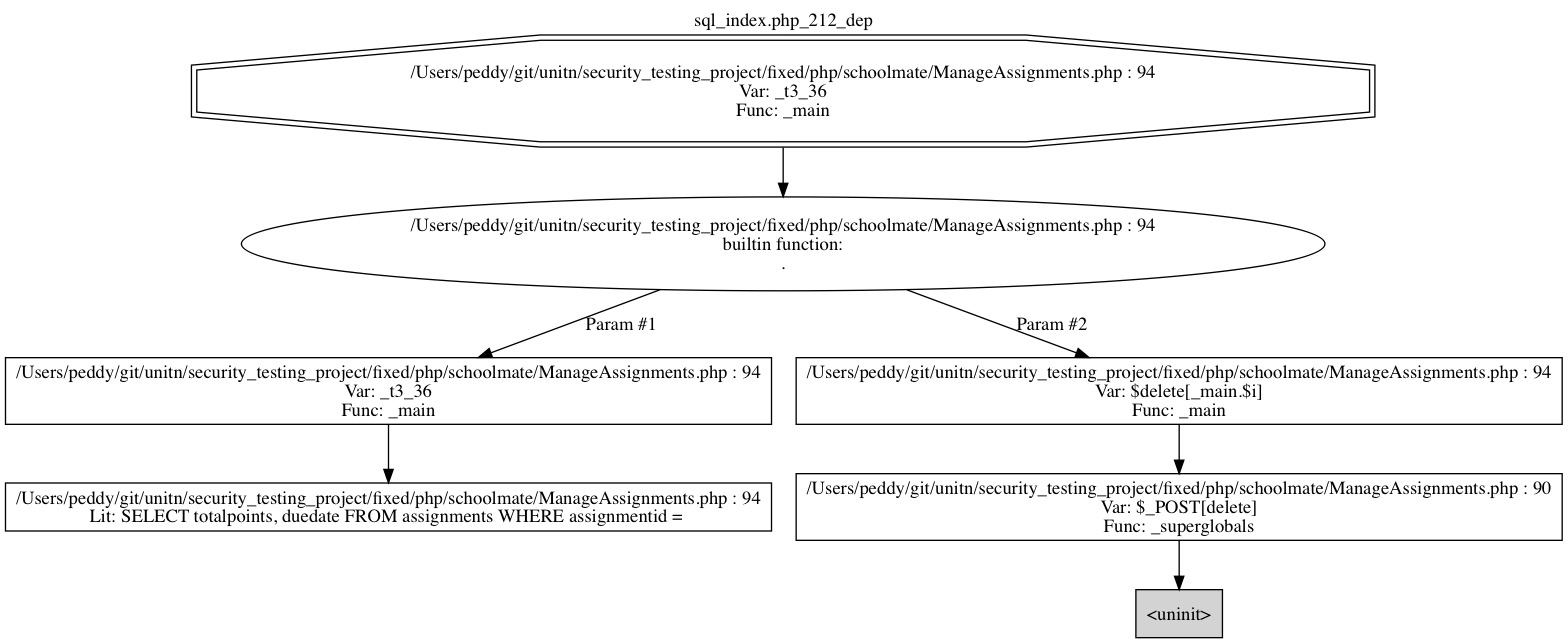 sql_index.php_212_dep
/Users/peddy/git/unitn/security_testing_project/fixed/php/schoolmate/ManageAssignments.php : 94
Var: _t3_36
Func: _main
/Users/peddy/git/unitn/security_testing_project/fixed/php/schoolmate/ManageAssignments.php : 94
builtin function:
.
Param #1
Param #2
/Users/peddy/git/unitn/security_testing_project/fixed/php/schoolmate/ManageAssignments.php : 94
Var: _t3_36
Func: _main
/Users/peddy/git/unitn/security_testing_project/fixed/php/schoolmate/ManageAssignments.php : 94
Var: $delete[_main.$i]
Func: _main
/Users/peddy/git/unitn/security_testing_project/fixed/php/schoolmate/ManageAssignments.php : 94
Lit: SELECT totalpoints, duedate FROM assignments WHERE assignmentid =
/Users/peddy/git/unitn/security_testing_project/fixed/php/schoolmate/ManageAssignments.php : 90
Var: $_POST[delete]
Func: _superglobals
<uninit>